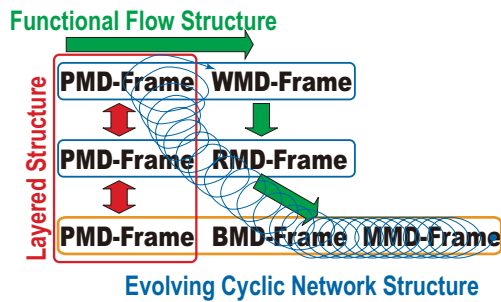 Functional Flow Structure
Layered Structure
PMD-Frame WMD-Frame
PMD-Frame RMD-Frame
PMD-Frame BMD-Frame MMD-Frame
Evolving Cyclic Network Structure